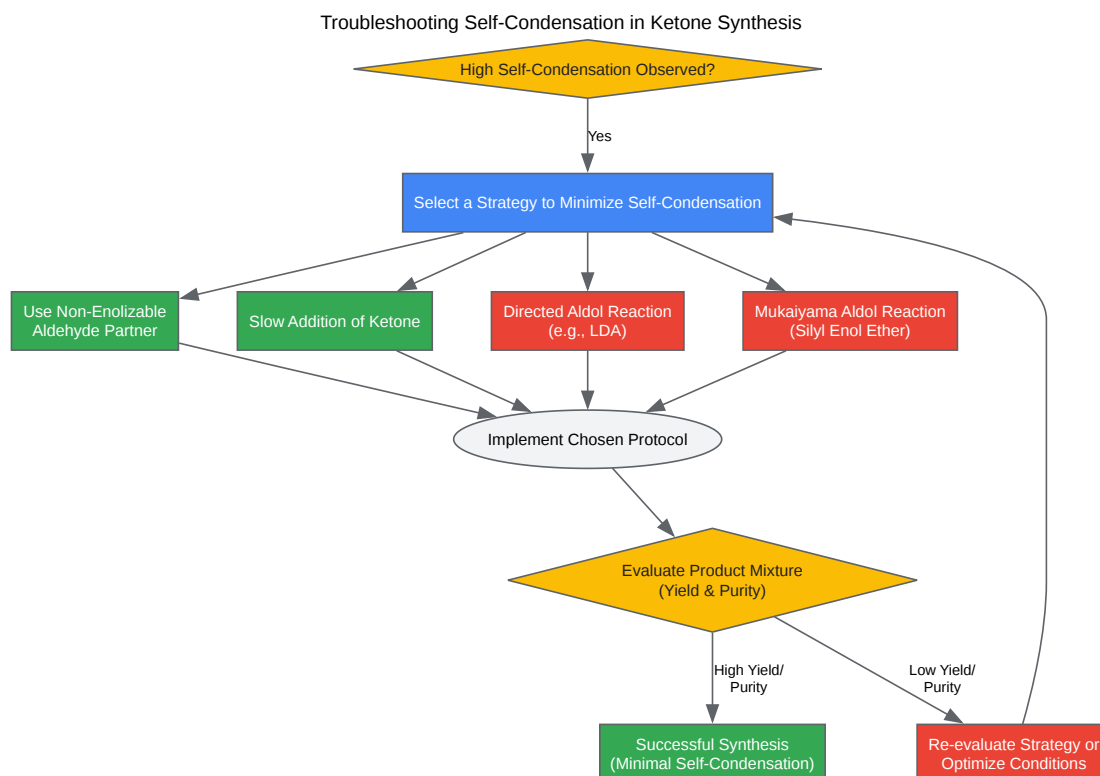 Troubleshooting Self-Condensation in Ketone Synthesis
High Self-Condensation Observed?
Yes
Select a Strategy to Minimize Self-Condensation
Use Non-Enolizable
Aldehyde Partner
Slow Addition of Ketone
Directed Aldol Reaction
(e.g., LDA)
Mukaiyama Aldol Reaction
(Silyl Enol Ether)
Implement Chosen Protocol
Evaluate Product Mixture
(Yield & Purity)
High Yield/
Purity
Low Yield/
Purity
Successful Synthesis
(Minimal Self-Condensation)
Re-evaluate Strategy or
Optimize Conditions